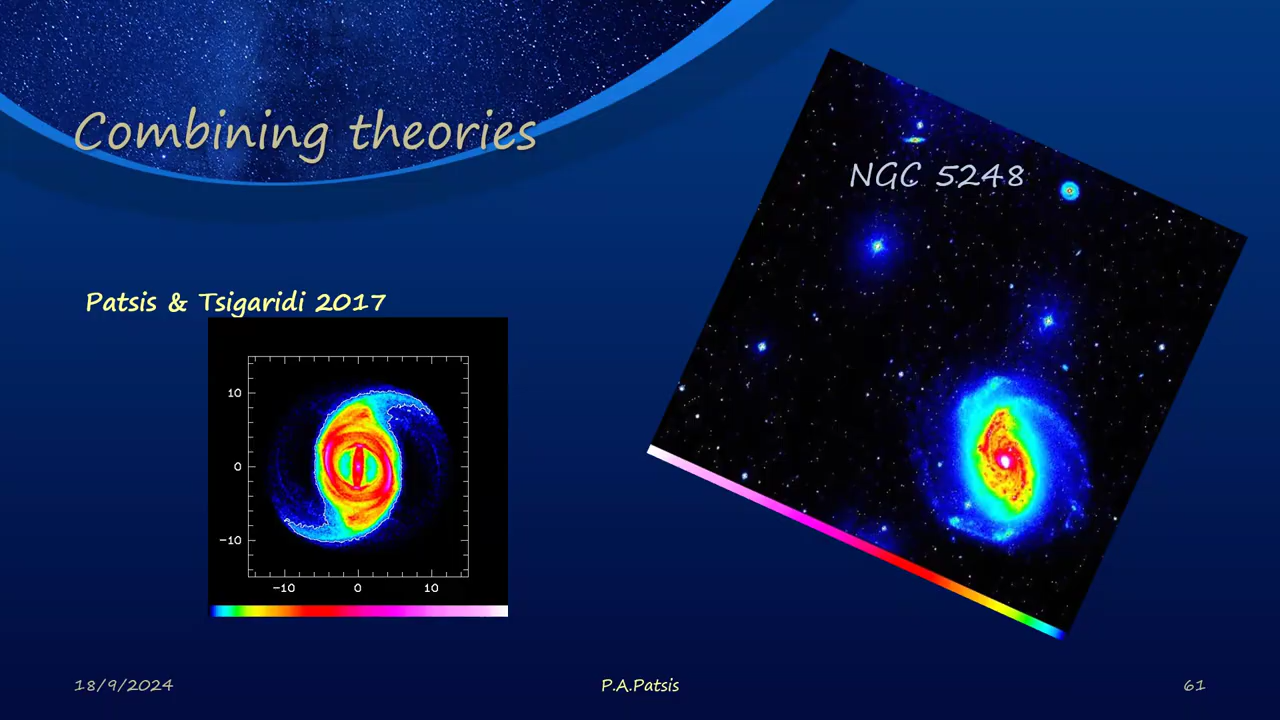 Combining theories
NGC 5248
Patsis & Tsigaridi 2017
10
0
−10
−10 0 10
18/9/2024 P.A.Patsis 61